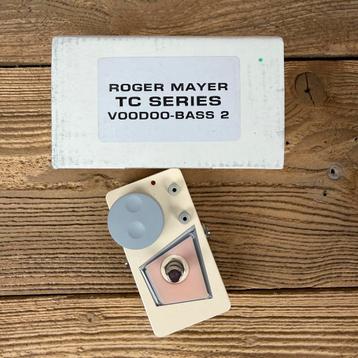 ROGER MAYER
TC SERIES
VOODOO-BASS 2